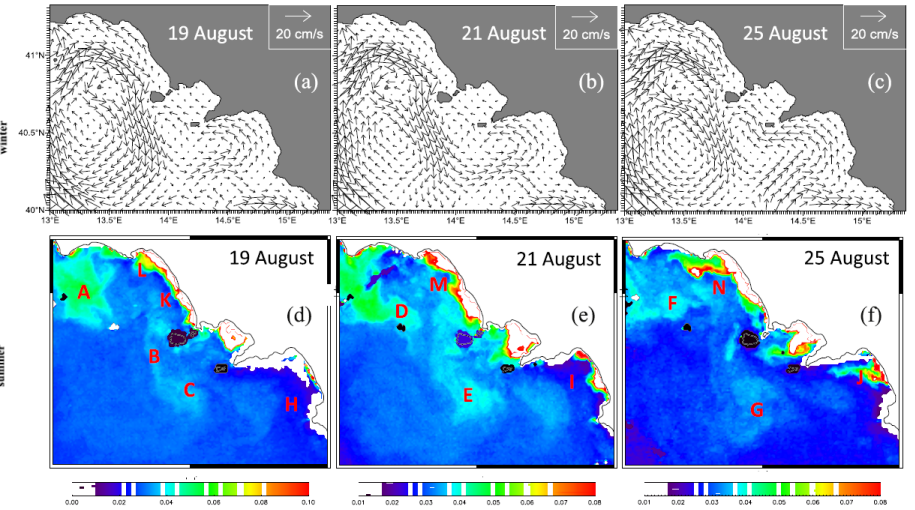 19 August
20 cm/s
(a)
21 August
20 cm/s
(b)
25 August
20 cm/s
(c)
winter
41°N
40.5°N
40°N
13°E 13.5°E 14°E 14.5°E 15°E
13°E 13.5°E 14°E 14.5°E 15°E
13°E 13.5°E 14°E 14.5°E 15°E
summer
19 August
(d)
A
L
K
B
C
H
21 August
(e)
M
D
E
I
25 August
(f)
N
F
J
G
0.00 0.02 0.04 0.06 0.08 0.10
0.01 0.02 0.03 0.04 0.05 0.06 0.07 0.08
0.01 0.02 0.03 0.04 0.05 0.06 0.07 0.08